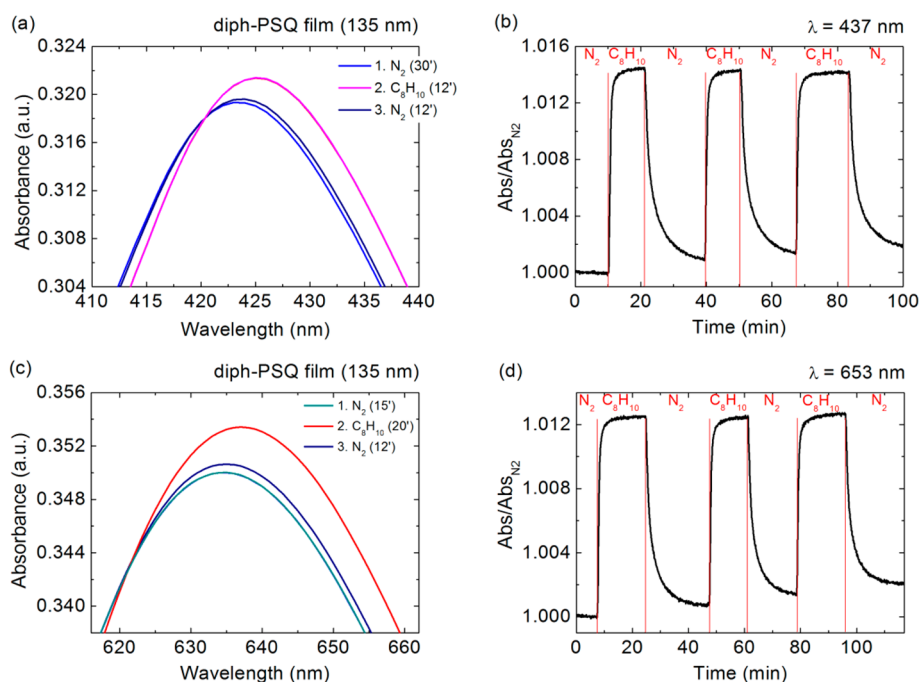 (a) diph-PSQ film (135 nm)
0.324
0.320
0.316
0.312
0.308
0.304
Absorbance (a.u.)
1. N₂ (30')
2. C₈H₁₀ (12')
3. N₂ (12')
410 415 420 425 430 435 440
Wavelength (nm)
(b) λ = 437 nm
N₂ C₈H₁₀ N₂ C₈H₁₀ N₂ C₈H₁₀ N₂
1.016
1.012
1.008
1.004
1.000
Abs/Abs_N2
0 20 40 60 80 100
Time (min)
(c) diph-PSQ film (135 nm)
0.356
0.352
0.348
0.344
0.340
Absorbance (a.u.)
1. N₂ (15')
2. C₈H₁₀ (20')
3. N₂ (12')
620 630 640 650 660
Wavelength (nm)
(d) λ = 653 nm
N₂ C₈H₁₀ N₂ C₈H₁₀ N₂ C₈H₁₀ N₂
1.012
1.008
1.004
1.000
Abs/Abs_N2
0 20 40 60 80 100
Time (min)